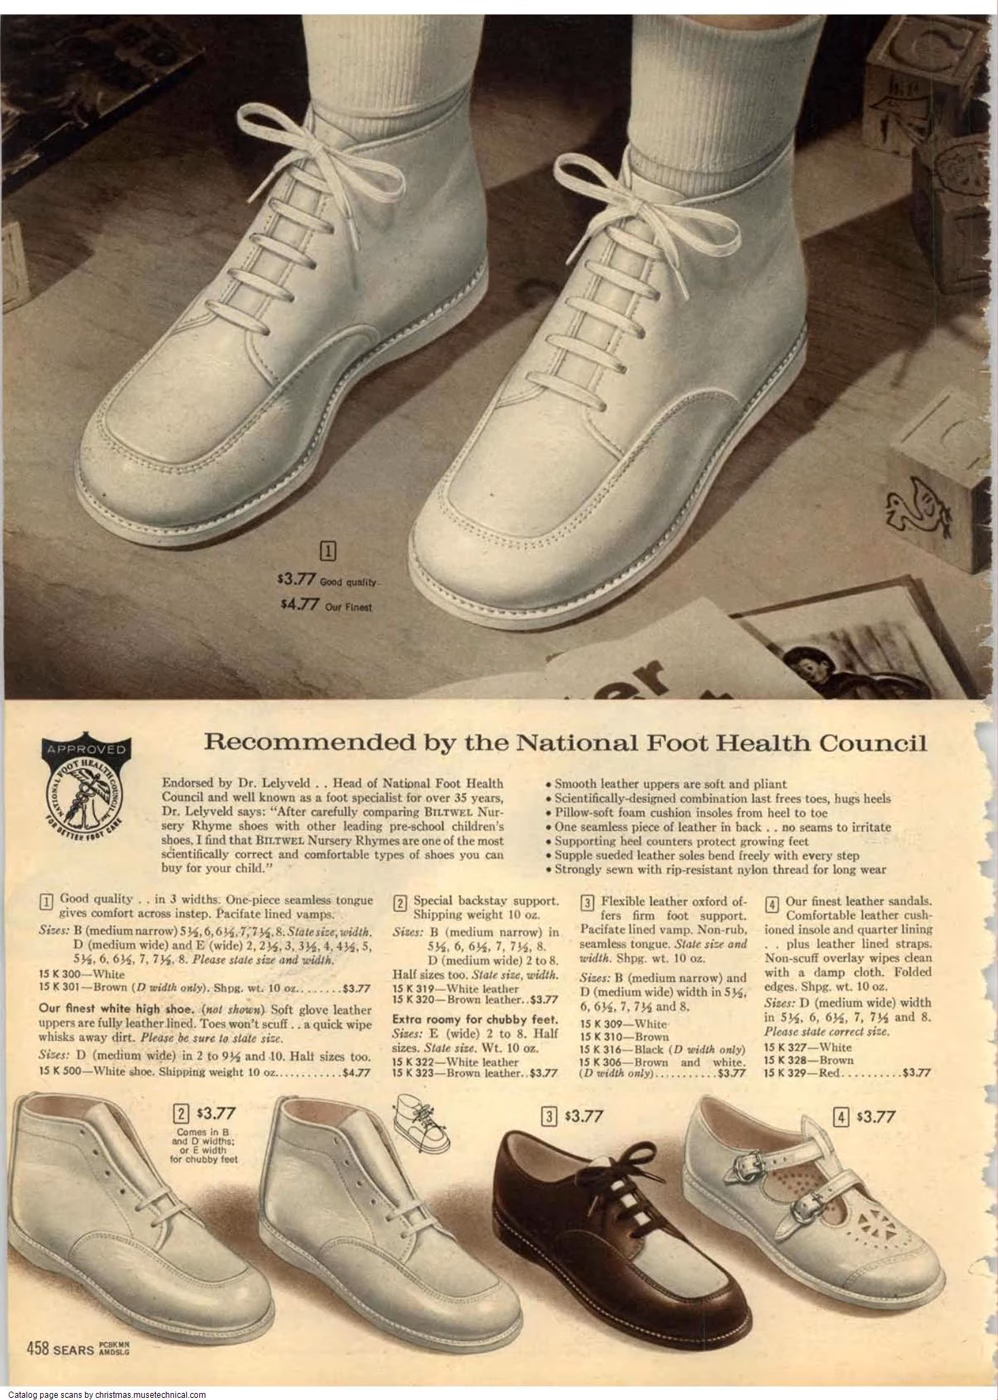 1
$3.77 Good quality
$4.77 Our Finest
er
APPROVED
NATIONAL FOOT HEALTH COUNCIL
FOR BETTER FOOT CARE
Recommended by the National Foot Health Council
Endorsed by Dr. Lelyveld . . Head of National Foot Health
Council and well known as a foot specialist for over 35 years,
Dr. Lelyveld says: “After carefully comparing BILTWEL Nur-
sery Rhyme shoes with other leading pre-school children's
shoes, I find that BILTWEL Nursery Rhymes are one of the most
scientifically correct and comfortable types of shoes you can
buy for your child.”
• Smooth leather uppers are soft and pliant
• Scientifically-designed combination last frees toes, hugs heels
• Pillow-soft foam cushion insoles from heel to toe
• One seamless piece of leather in back . . no seams to irritate
• Supporting heel counters protect growing feet
• Supple sueded leather soles bend freely with every step
• Strongly sewn with rip-resistant nylon thread for long wear
1 Good quality . . in 3 widths. One-piece seamless tongue
gives comfort across instep. Pacifate lined vamps.
Sizes: B (medium narrow) 5½, 6, 6½, 7, 7½, 8. State size, width.
D (medium wide) and E (wide) 2, 2½, 3, 3½, 4, 4½, 5,
5½, 6, 6½, 7, 7½, 8. Please state size and width.
15 K 300—White
15 K 301—Brown (D width only). Shpg. wt. 10 oz........$3.77
Our finest white high shoe. (not shown) Soft glove leather
uppers are fully leather lined. Toes won't scuff . . a quick wipe
whisks away dirt. Please be sure to state size.
Sizes: D (medium wide) in 2 to 9½ and 10. Half sizes too.
15 K 500—White shoe. Shipping weight 10 oz............$4.77
2 Special backstay support.
Shipping weight 10 oz.
Sizes: B (medium narrow) in
5½, 6, 6½, 7, 7½, 8.
D (medium wide) 2 to 8.
Half sizes too. State size, width.
15 K 319—White leather
15 K 320—Brown leather..$3.77
Extra roomy for chubby feet.
Sizes: E (wide) 2 to 8. Half
sizes. State size. Wt. 10 oz.
15 K 322—White leather
15 K 323—Brown leather..$3.77
3 Flexible leather oxford of-
fers firm foot support.
Pacifate lined vamp. Non-rub,
seamless tongue. State size and
width. Shpg. wt. 10 oz.
Sizes: B (medium narrow) and
D (medium wide) width in 5½,
6, 6½, 7, 7½ and 8.
15 K 309—White
15 K 310—Brown
15 K 316—Black (D width only)
15 K 306—Brown and white.
(D width only)..........$3.77
4 Our finest leather sandals.
Comfortable leather cush-
ioned insole and quarter lining
. . plus leather lined straps.
Non-scuff overlay wipes clean
with a damp cloth. Folded
edges. Shpg. wt. 10 oz.
Sizes: D (medium wide) width
in 5½, 6, 6½, 7, 7½ and 8.
Please state correct size.
15 K 327—White
15 K 328—Brown
15 K 329—Red..........$3.77
2 $3.77
Comes in B
and D widths;
or E width
for chubby feet
3 $3.77
4 $3.77
458 SEARS PCBKMN
AMDSLG
Catalog page scans by christmas.musetechnical.com